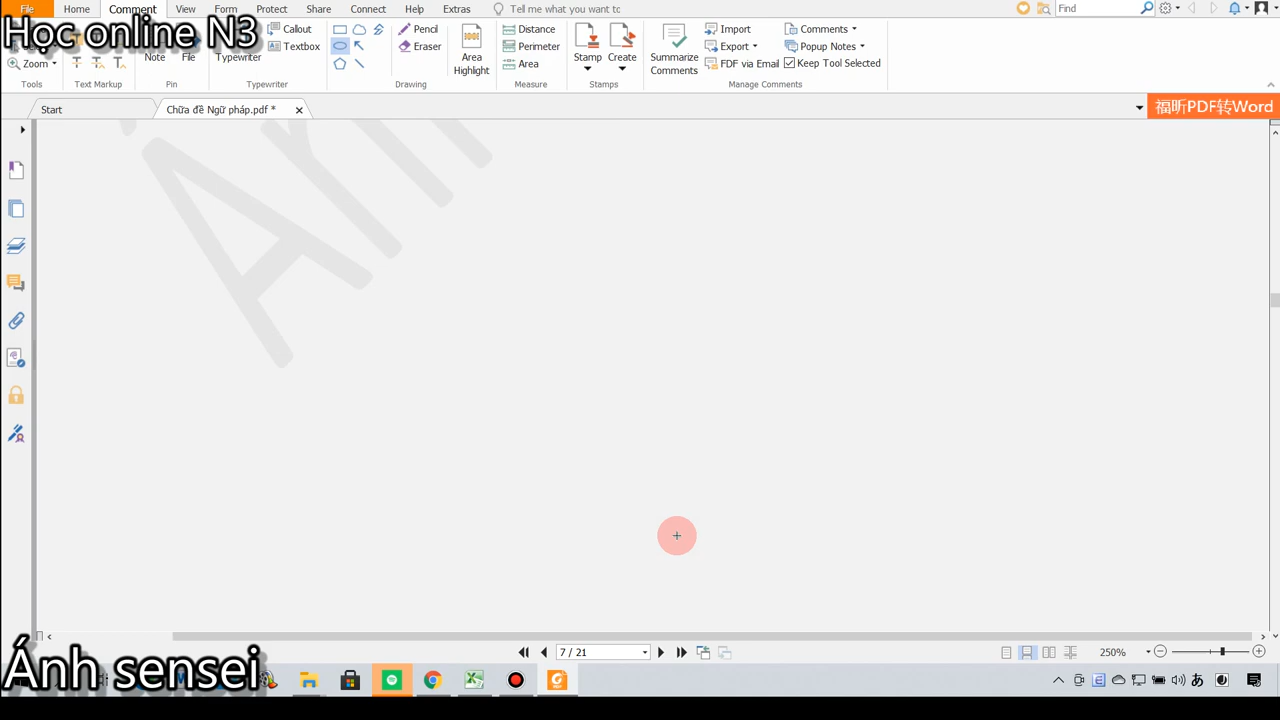 File Home Comment View Form Protect Share Connect Help Extras Tell me what you want tc Find
Học online N3
Callout Pencil Distance Import Comments
Zoom Typewriter Note File Textbox Eraser Area Highlight Perimeter Area Stamp Create Summarize Comments Export FDF via Email Popup Notes Keep Tool Selected
Tools Text Markup Pin Typewriter Drawing Measure Stamps Manage Comments
Start Chữa đề Ngữ pháp.pdf * 福昕PDF转Word
Án
7 / 21 250%
Ánh sensei
あ